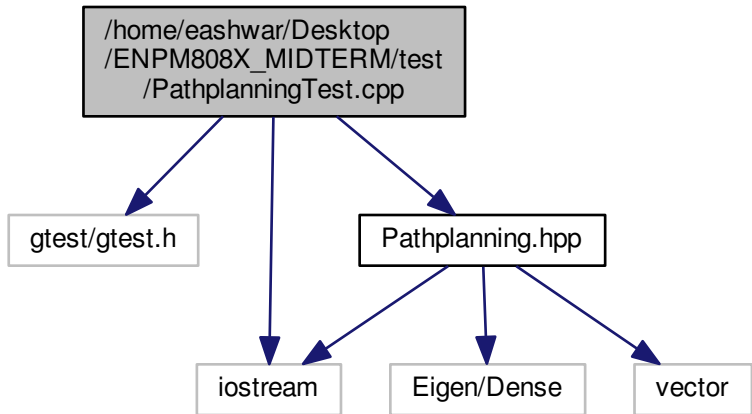 /home/eashwar/Desktop
/ENPM808X_MIDTERM/test
/PathplanningTest.cpp
gtest/gtest.h
Pathplanning.hpp
iostream
Eigen/Dense
vector